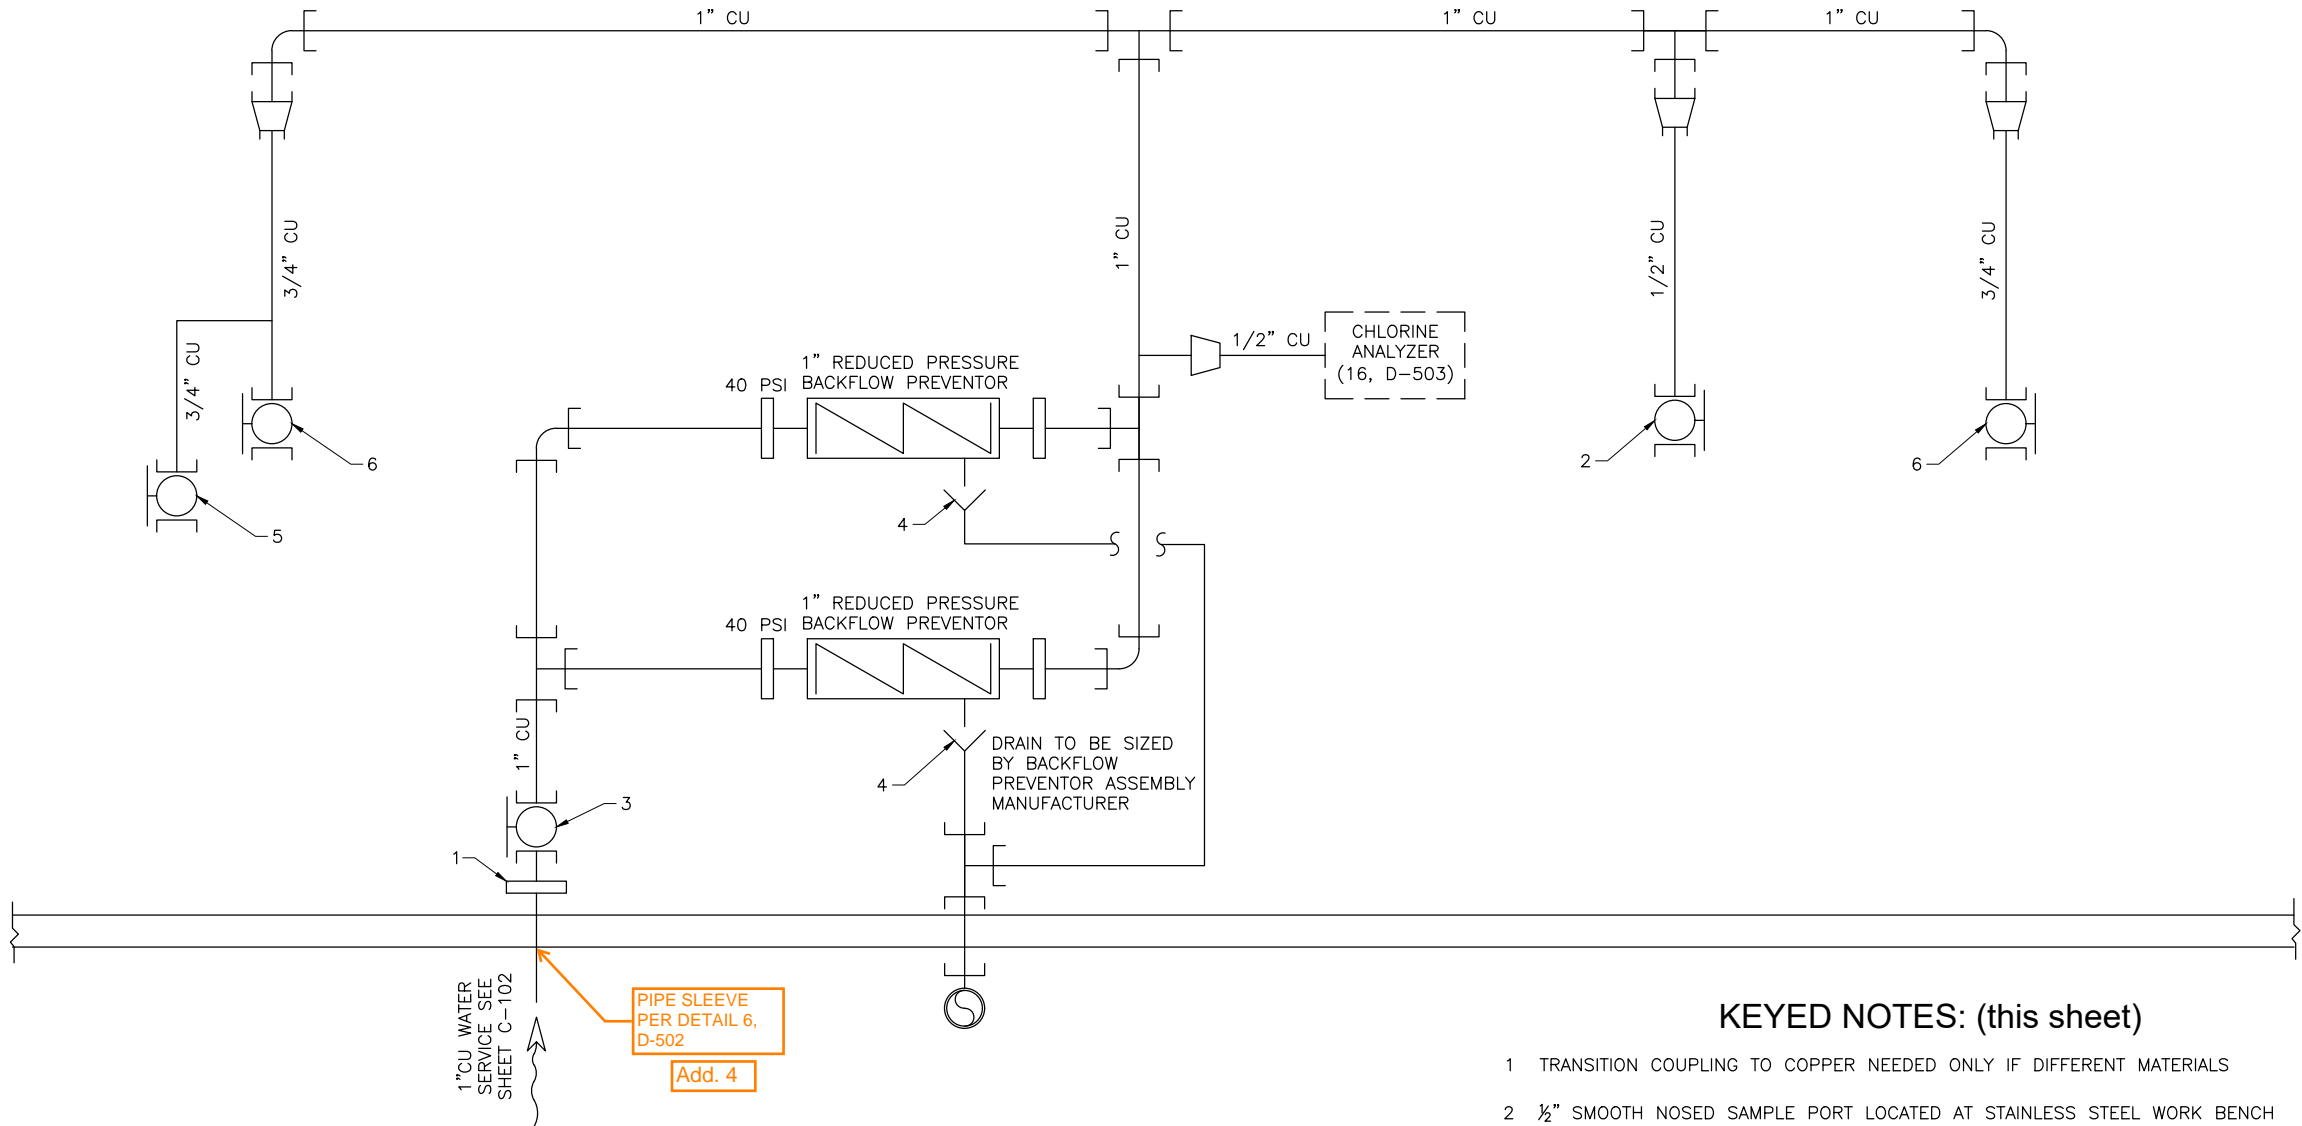 1” CU
1” CU
1” CU
3/4” CU
3/4” CU
1” CU
1/2” CU
3/4” CU
1/2” CU
CHLORINE
ANALYZER
(16, D-503)
40 PSI
1” REDUCED PRESSURE
BACKFLOW PREVENTOR
6
5
4
2
6
40 PSI
1” REDUCED PRESSURE
BACKFLOW PREVENTOR
1” CU
4
DRAIN TO BE SIZED
BY BACKFLOW
PREVENTOR ASSEMBLY
MANUFACTURER
3
1
1”CU WATER
SERVICE SEE
SHEET C-102
PIPE SLEEVE
PER DETAIL 6,
D-502
Add. 4
KEYED NOTES: (this sheet)
1 TRANSITION COUPLING TO COPPER NEEDED ONLY IF DIFFERENT MATERIALS
2 ½” SMOOTH NOSED SAMPLE PORT LOCATED AT STAINLESS STEEL WORK BENCH